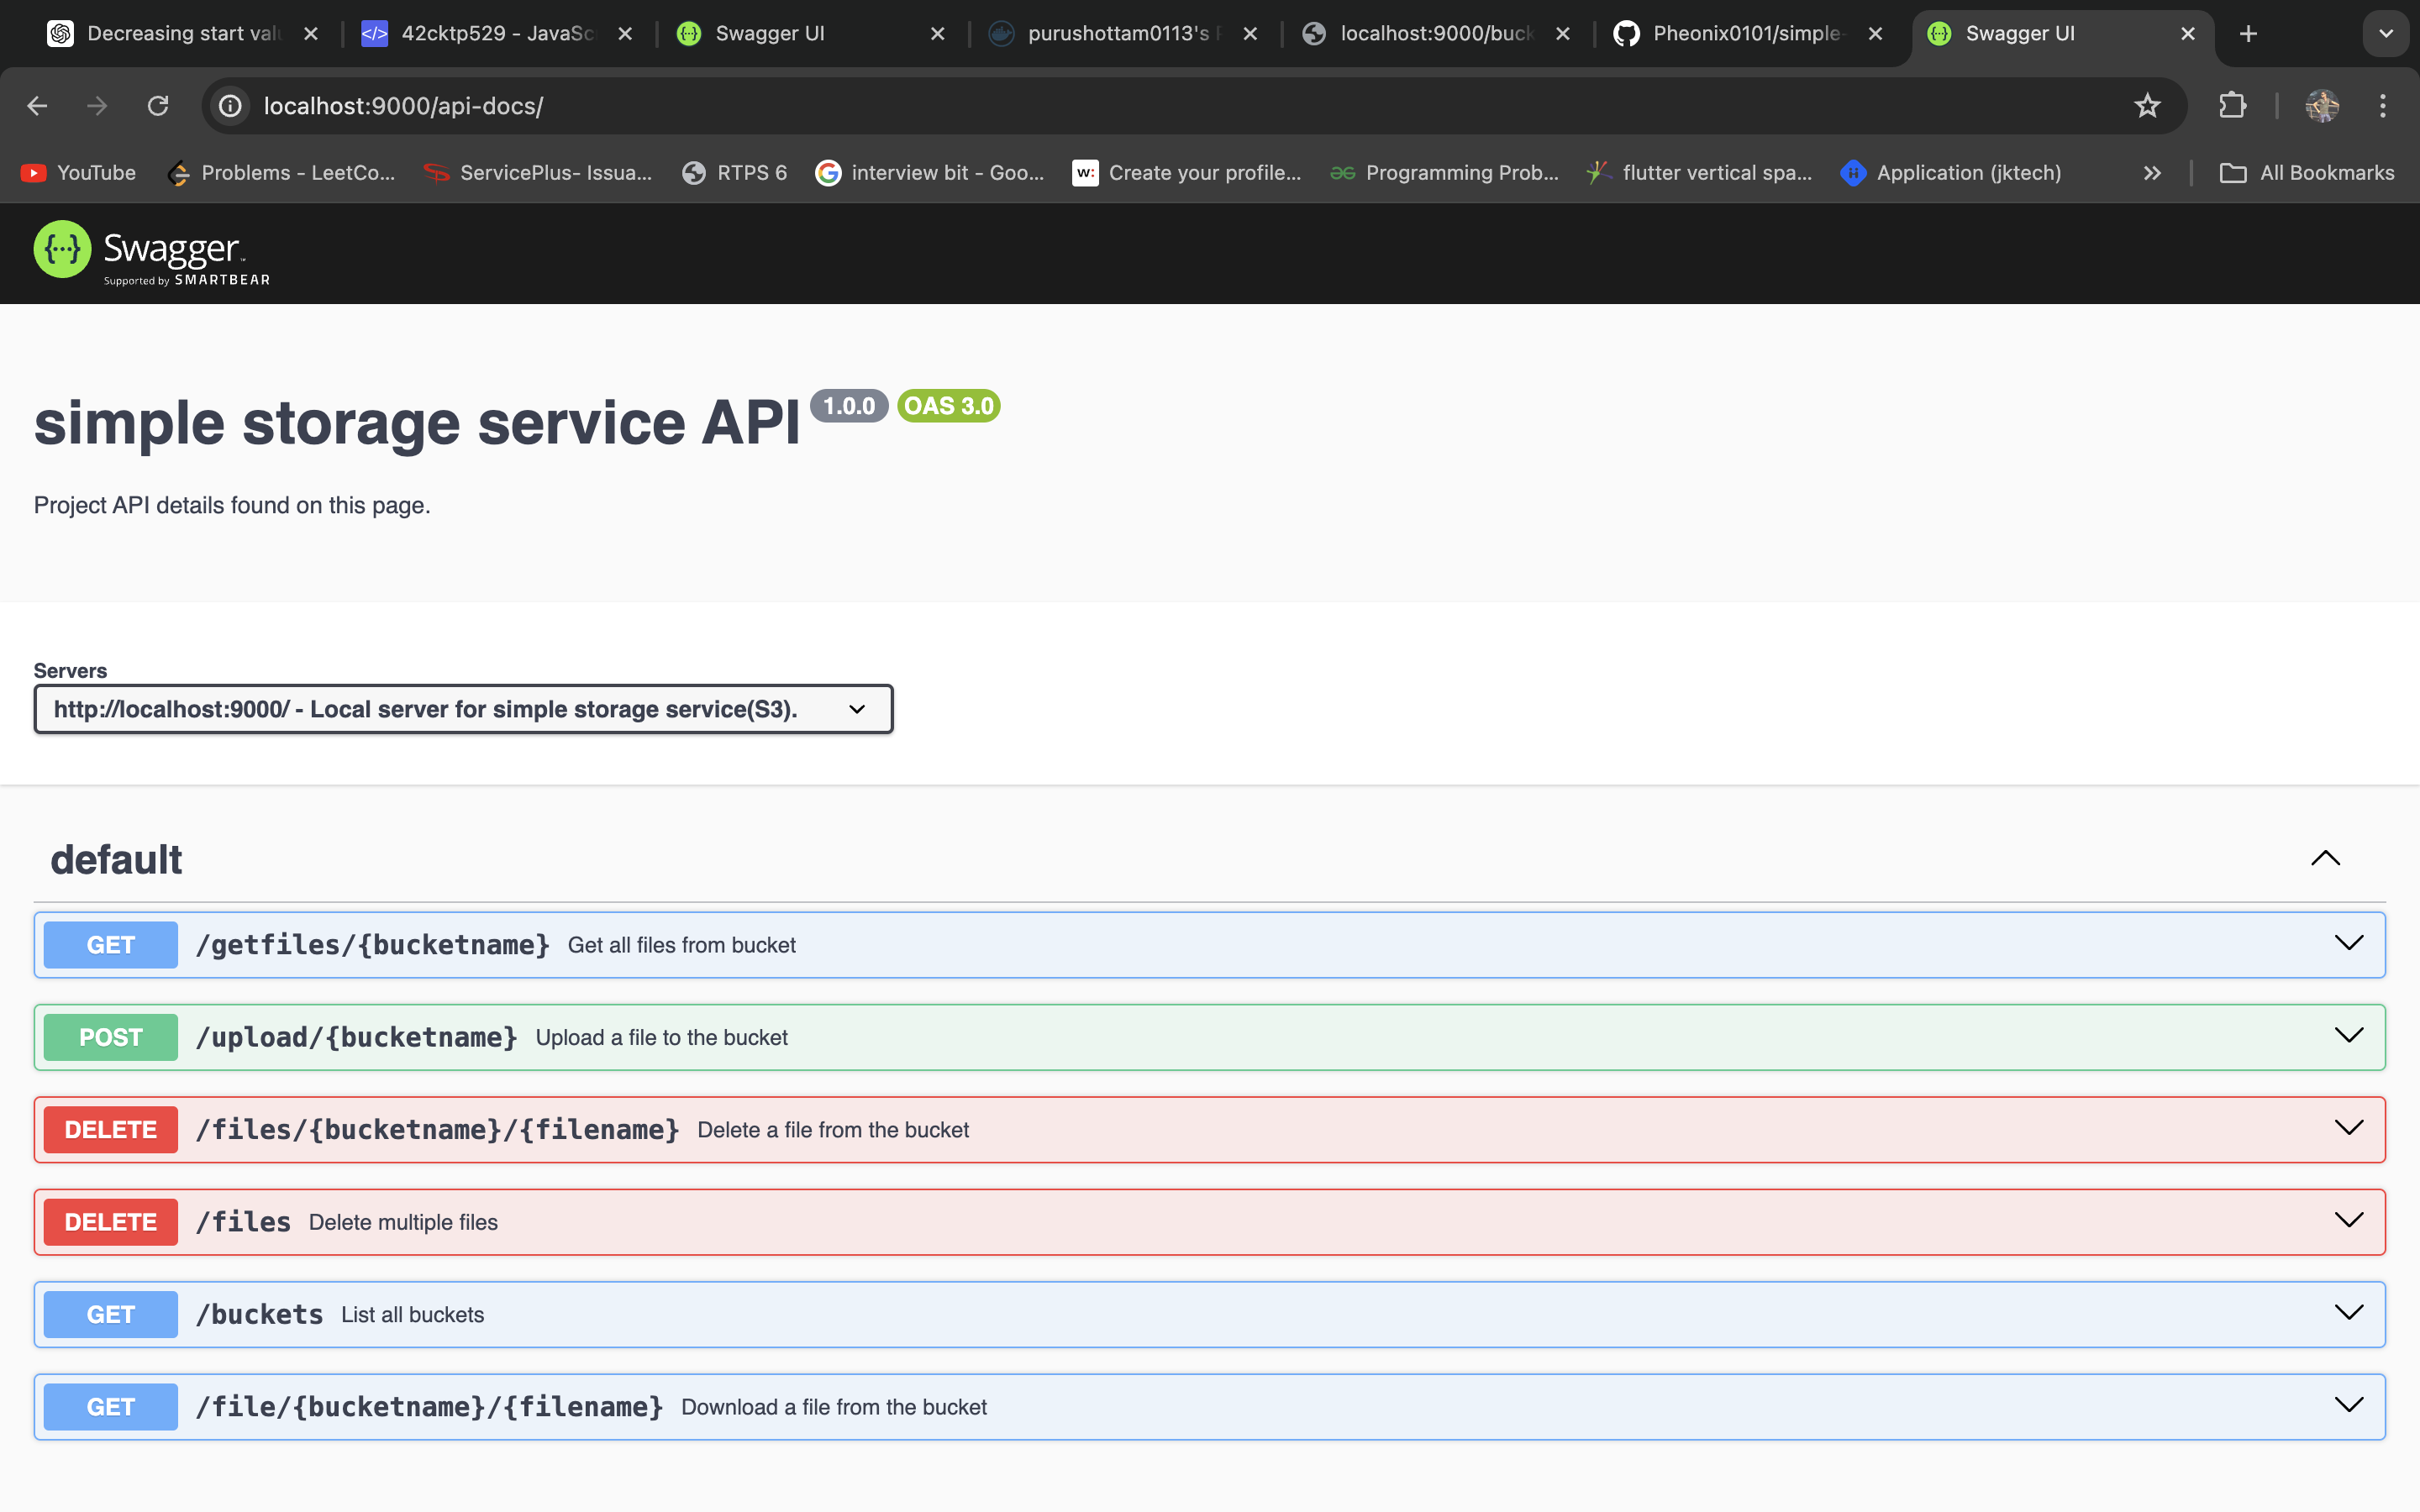 Decreasing start val
42cktp529 - JavaSc
Swagger UI
purushottam0113's
localhost:9000/buck
Pheonix0101/simple-
Swagger UI
localhost:9000/api-docs/
YouTube
Problems - LeetCo...
ServicePlus- Issua...
RTPS 6
interview bit - Goo...
w:
Create your profile...
Programming Prob...
flutter vertical spa...
Application (jktech)
All Bookmarks
Swagger
Supported by SMARTBEAR
simple storage service API 1.0.0 OAS 3.0
Project API details found on this page.
Servers
http://localhost:9000/ - Local server for simple storage service(S3).
default
GET /getfiles/{bucketname} Get all files from bucket
POST /upload/{bucketname} Upload a file to the bucket
DELETE /files/{bucketname}/{filename} Delete a file from the bucket
DELETE /files Delete multiple files
GET /buckets List all buckets
GET /file/{bucketname}/{filename} Download a file from the bucket